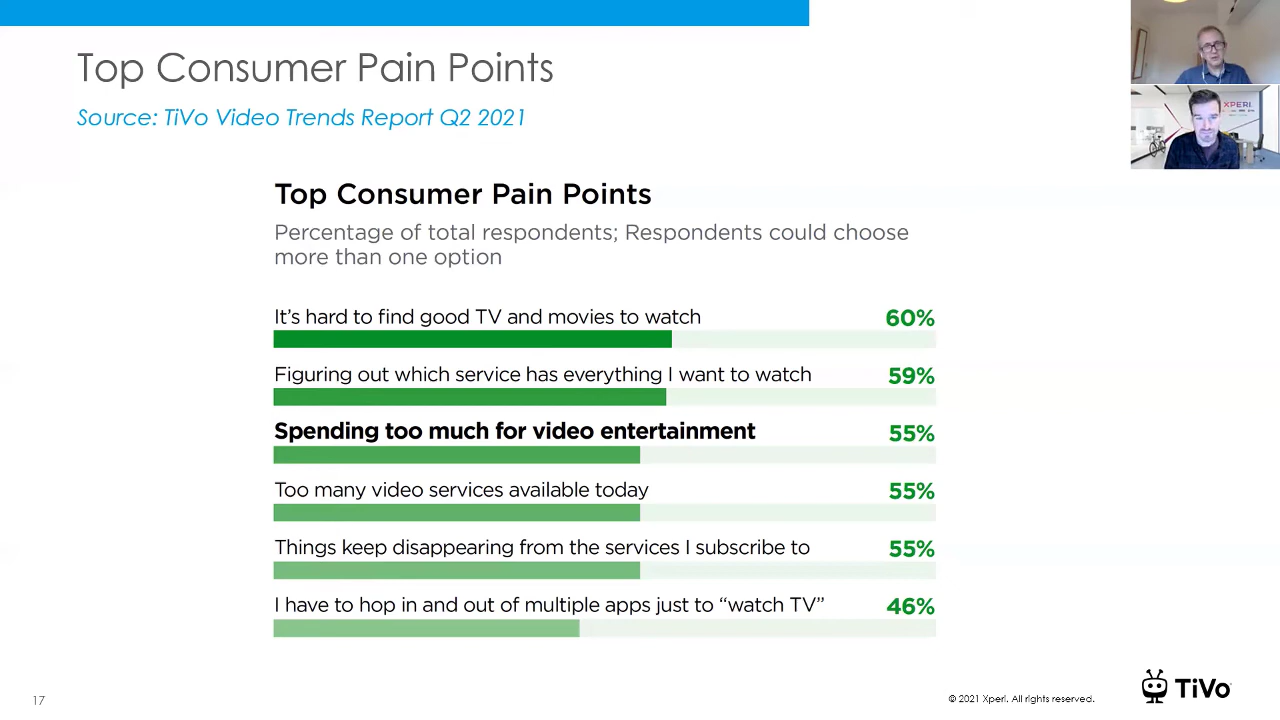 Top Consumer Pain Points
Source: TiVo Video Trends Report Q2 2021
XPERI.
Top Consumer Pain Points
Percentage of total respondents; Respondents could choose
more than one option
It’s hard to find good TV and movies to watch 60%
Figuring out which service has everything I want to watch 59%
Spending too much for video entertainment 55%
Too many video services available today 55%
Things keep disappearing from the services I subscribe to 55%
I have to hop in and out of multiple apps just to “watch TV” 46%
17
© 2021 Xperi. All rights reserved.
TiVo